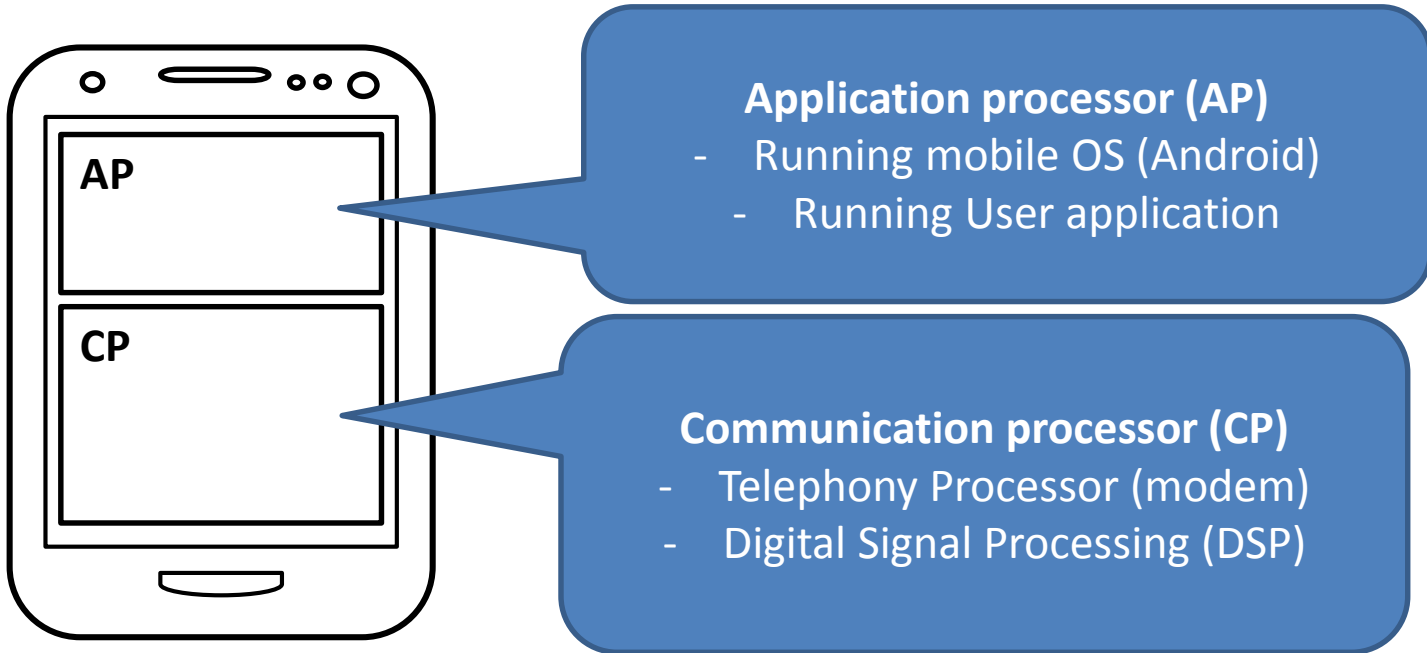 AP
Application processor (AP)
- Running mobile OS (Android)
- Running User application
CP
Communication processor (CP)
- Telephony Processor (modem)
- Digital Signal Processing (DSP)